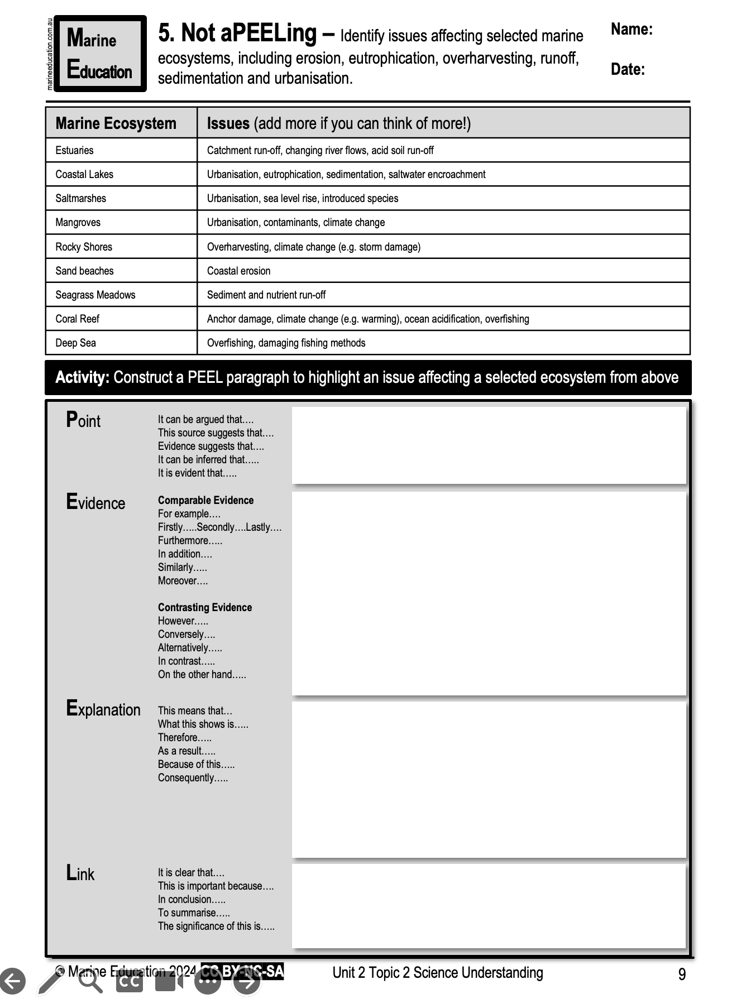 marineeducation.com.au
Marine
Education
5. Not aPEELing – Identify issues affecting selected marine
ecosystems, including erosion, eutrophication, overharvesting, runoff,
sedimentation and urbanisation.
Name:
Date:
Marine Ecosystem Issues (add more if you can think of more!)
Estuaries Catchment run-off, changing river flows, acid soil run-off
Coastal Lakes Urbanisation, eutrophication, sedimentation, saltwater encroachment
Saltmarshes Urbanisation, sea level rise, introduced species
Mangroves Urbanisation, contaminants, climate change
Rocky Shores Overharvesting, climate change (e.g. storm damage)
Sand beaches Coastal erosion
Seagrass Meadows Sediment and nutrient run-off
Coral Reef Anchor damage, climate change (e.g. warming), ocean acidification, overfishing
Deep Sea Overfishing, damaging fishing methods
Activity: Construct a PEEL paragraph to highlight an issue affecting a selected ecosystem from above
Point
It can be argued that….
This source suggests that….
Evidence suggests that….
It can be inferred that…..
It is evident that…..
Evidence
Comparable Evidence
For example….
Firstly…..Secondly….Lastly….
Furthermore…..
In addition….
Similarly…..
Moreover….
Contrasting Evidence
However…..
Conversely….
Alternatively…..
In contrast…..
On the other hand…..
Explanation
This means that…
What this shows is…..
Therefore…..
As a result…..
Because of this…..
Consequently…..
Link
It is clear that….
This is important because….
In conclusion…..
To summarise…..
The significance of this is…..
© Marine Education 2024 CC BY-NC-SA Unit 2 Topic 2 Science Understanding 9
CC